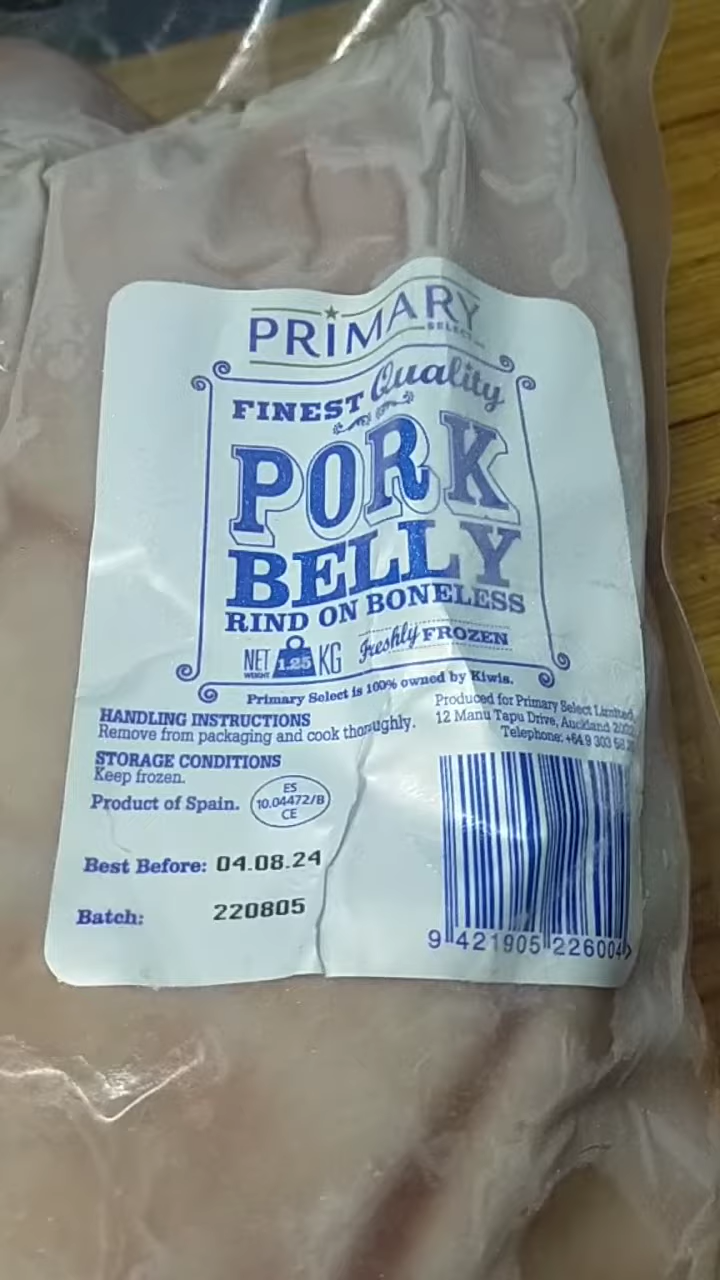 PRIMARY
SELECT
FINEST Quality
PORK
BELLY
RIND ON BONELESS
NET WEIGHT 1.25 KG Freshly FROZEN
Primary Select is 100% owned by Kiwis.
HANDLING INSTRUCTIONS
Remove from packaging and cook thoroughly.
STORAGE CONDITIONS
Keep frozen.
Product of Spain.
ES
10.04472/B
CE
Produced for Primary Select Limited,
12 Manu Tapu Drive, Auckland
Telephone: +64 9 303
Best Before: 04.08.24
Batch: 220805
9 421905 226004 >